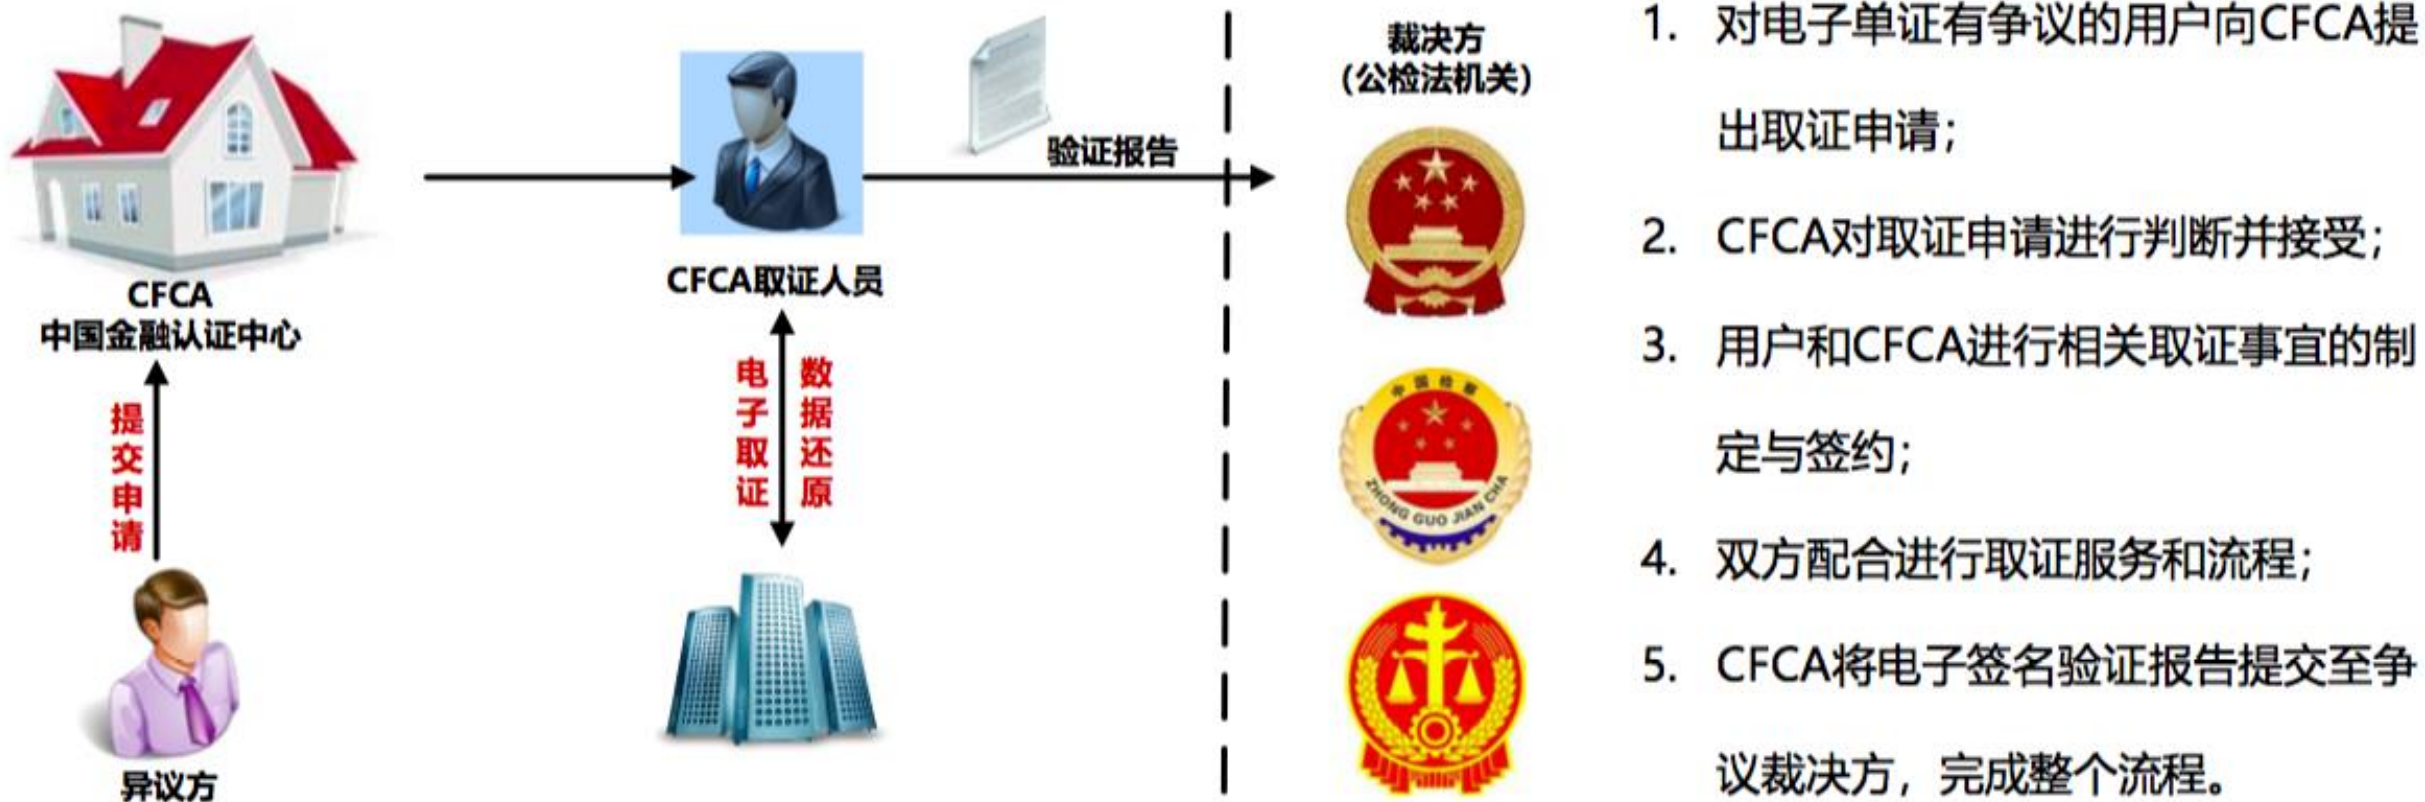 CFCA
中国金融认证中心
提交申请
异议方
CFCA取证人员
电子取证
数据还原
验证报告
裁决方
（公检法机关）
中国检察
ZHONG GUO JIAN CHA
1. 对电子单证有争议的用户向CFCA提
出取证申请；
2. CFCA对取证申请进行判断并接受；
3. 用户和CFCA进行相关取证事宜的制
定与签约；
4. 双方配合进行取证服务和流程；
5. CFCA将电子签名验证报告提交至争
议裁决方，完成整个流程。